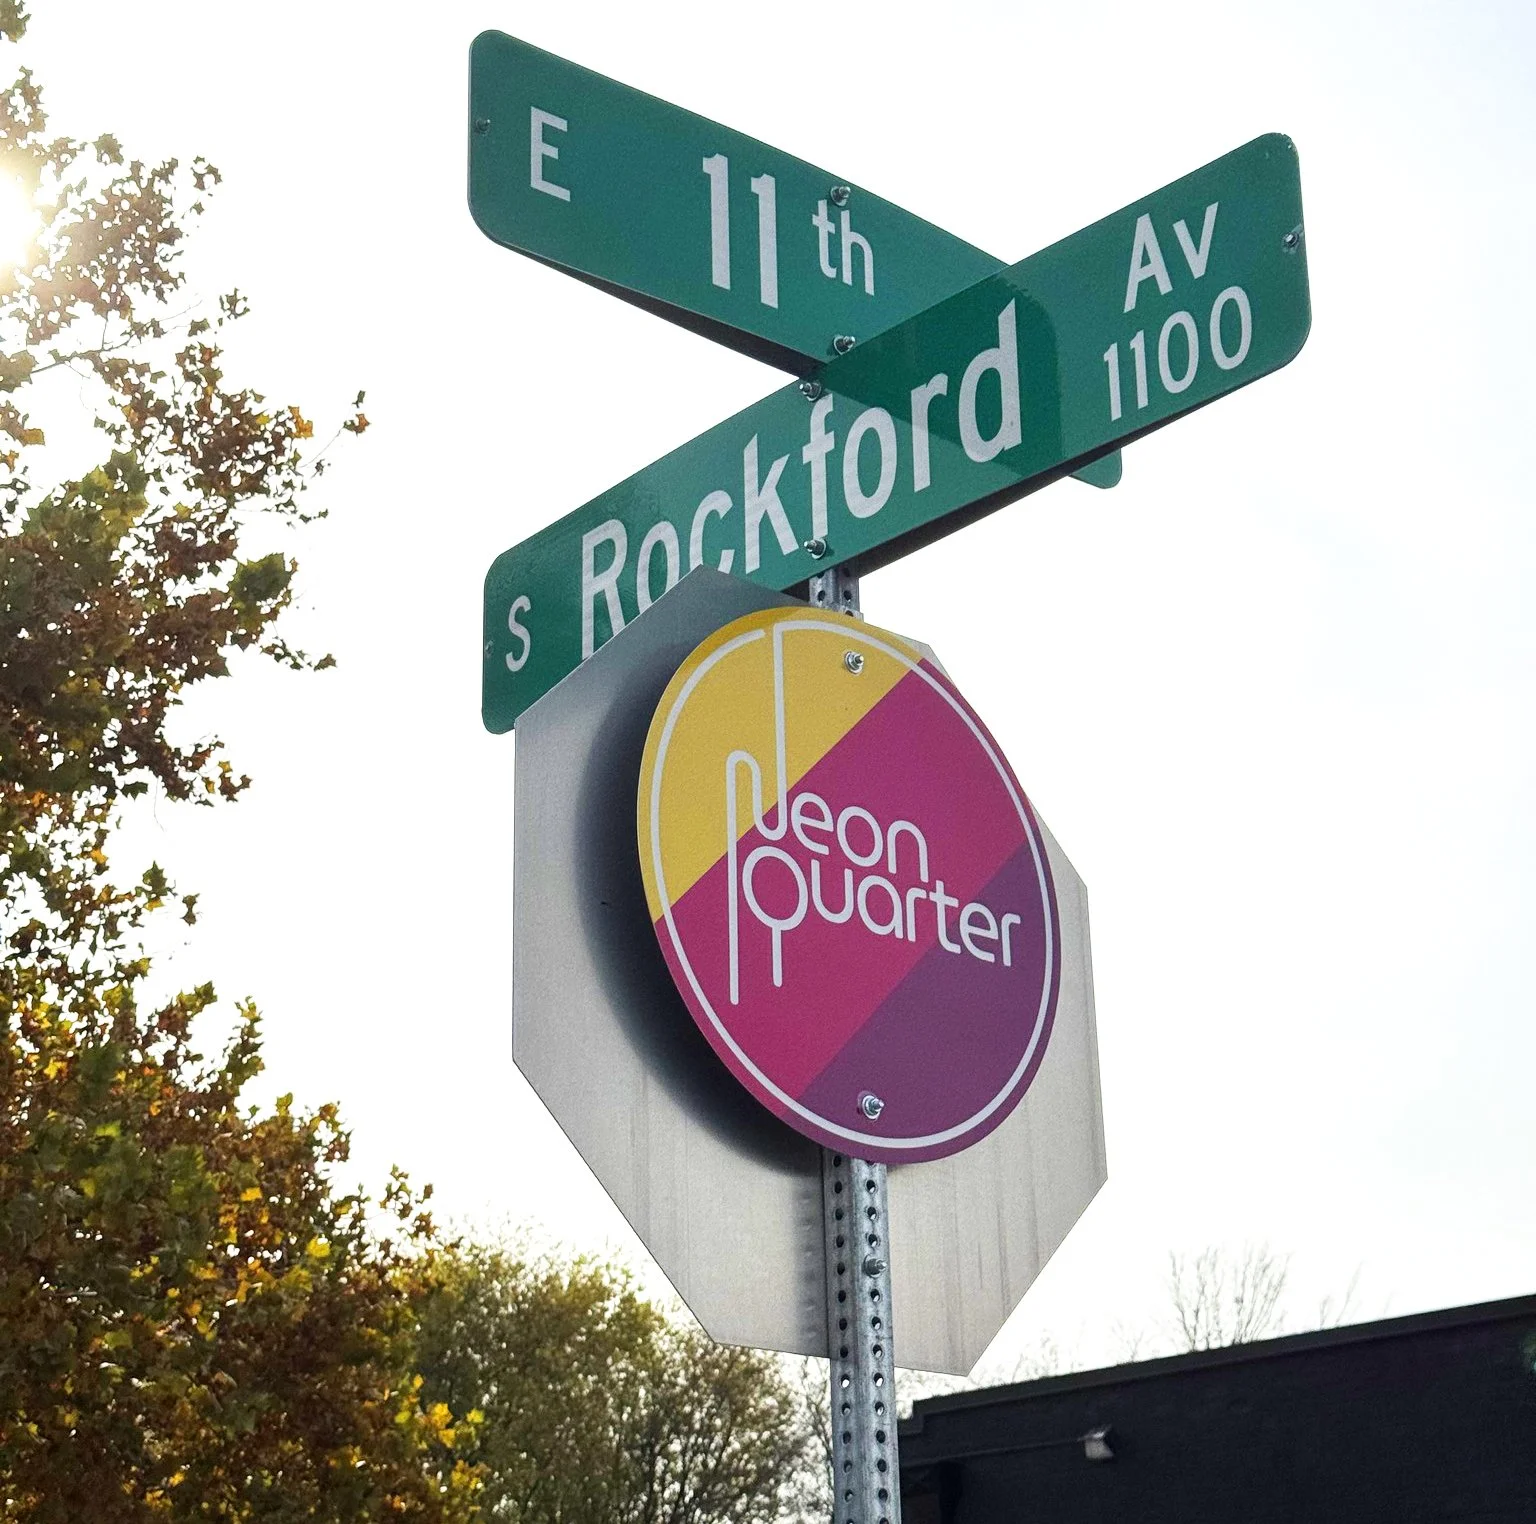 E 11th
S Rockford Av
1100
Neon
Quarter